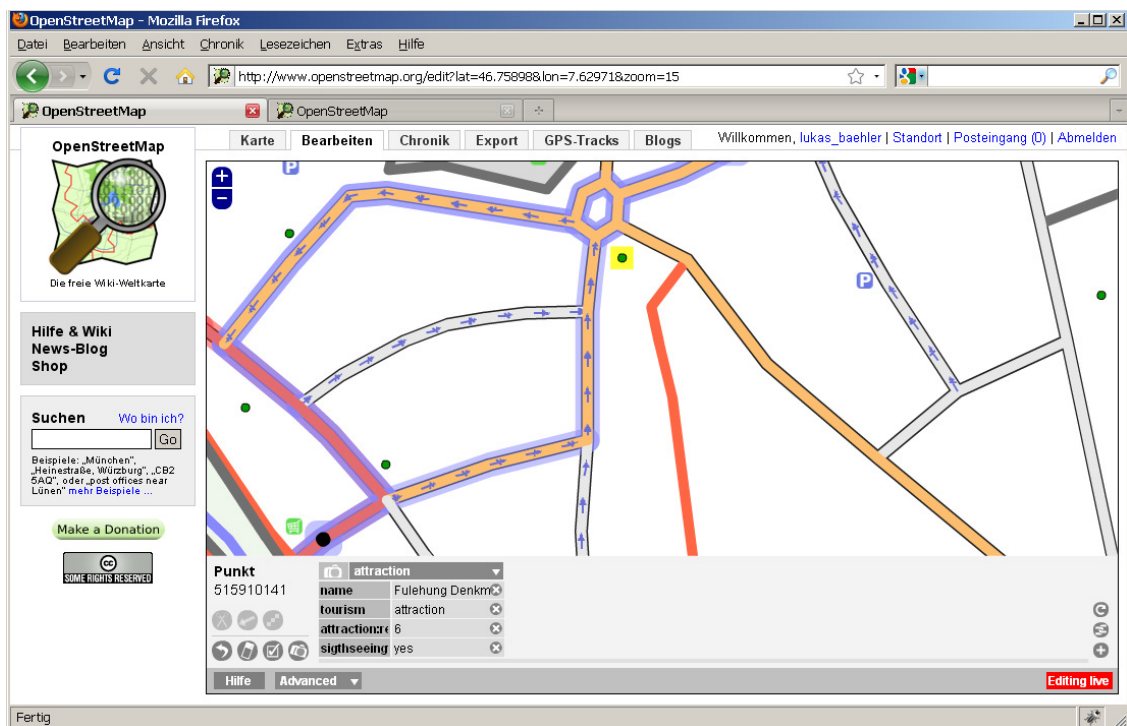 OpenStreetMap - Mozilla Firefox
Datei Bearbeiten Ansicht Chronik Lesezeichen Extras Hilfe
http://www.openstreetmap.org/edit?lat=46.75898&lon=7.62971&zoom=15
OpenStreetMap
OpenStreetMap
OpenStreetMap
Die freie Wiki-Weltkarte
Karte Bearbeiten Chronik Export GPS-Tracks Blogs
Willkommen, lukas_baehler | Standort | Posteingang (0) | Abmelden
Hilfe & Wiki
News-Blog
Shop
Suchen Wo bin ich?
Go
Beispiele: „München“,
„Heinestraße, Würzburg“, „CB2
5AQ“, oder „post offices near
Lünen“ mehr Beispiele ...
Make a Donation
cc
SOME RIGHTS RESERVED
+
−
P
P
Punkt
515910141
attraction
name Fulehung Denkm
tourism attraction
attraction:re 6
sigthseeing yes
Hilfe Advanced
Editing live
Fertig